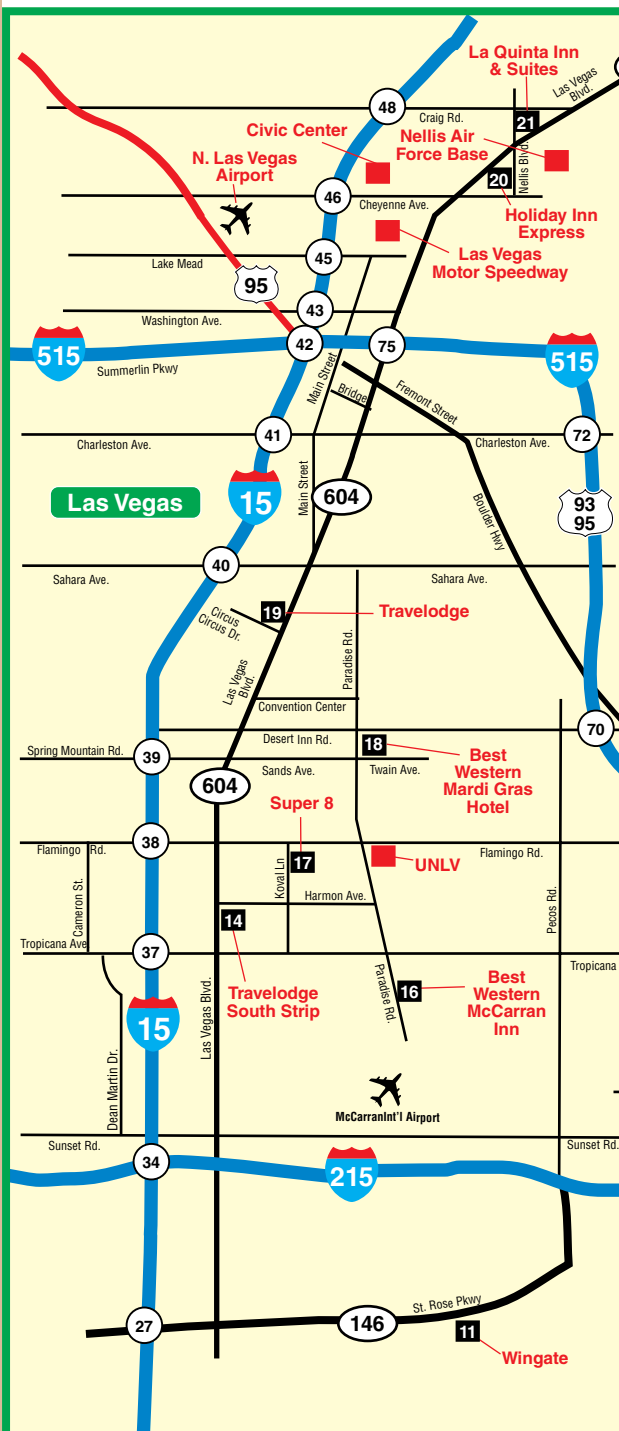 48
La Quinta Inn
& Suites
Las Vegas
Blvd.
Craig Rd.
21
Civic Center
Nellis Air
Force Base
N. Las Vegas
Airport
Nellis Blvd.
20
46
Cheyenne Ave.
Holiday Inn
Express
45
Lake Mead
Las Vegas
Motor Speedway
95
43
Washington Ave.
42
75
515
515
Summerlin Pkwy
Main Street
Bridge
Fremont Street
41
Charleston Ave.
Charleston Ave.
72
Las Vegas
15
Main Street
604
Boulder Hwy
93
95
40
Sahara Ave.
Sahara Ave.
Circus
Circus Dr.
19
Travelodge
Paradise Rd.
Las Vegas
Blvd.
Convention Center
70
Desert Inn Rd.
18
Spring Mountain Rd.
39
Sands Ave.
Twain Ave.
Best
Western
Mardi Gras
Hotel
604
Super 8
38
Flamingo Rd.
Flamingo Rd.
17
UNLV
Cameron St.
Koval Ln
Harmon Ave.
Pecos Rd.
14
Tropicana Ave
37
Tropicana
Travelodge
South Strip
Paradise Rd.
16
Best
Western
McCarran
Inn
15
Las Vegas Blvd.
Dean Martin Dr.
McCarranInt'l Airport
Sunset Rd.
Sunset Rd.
34
215
27
146
St. Rose Pkwy
11
Wingate